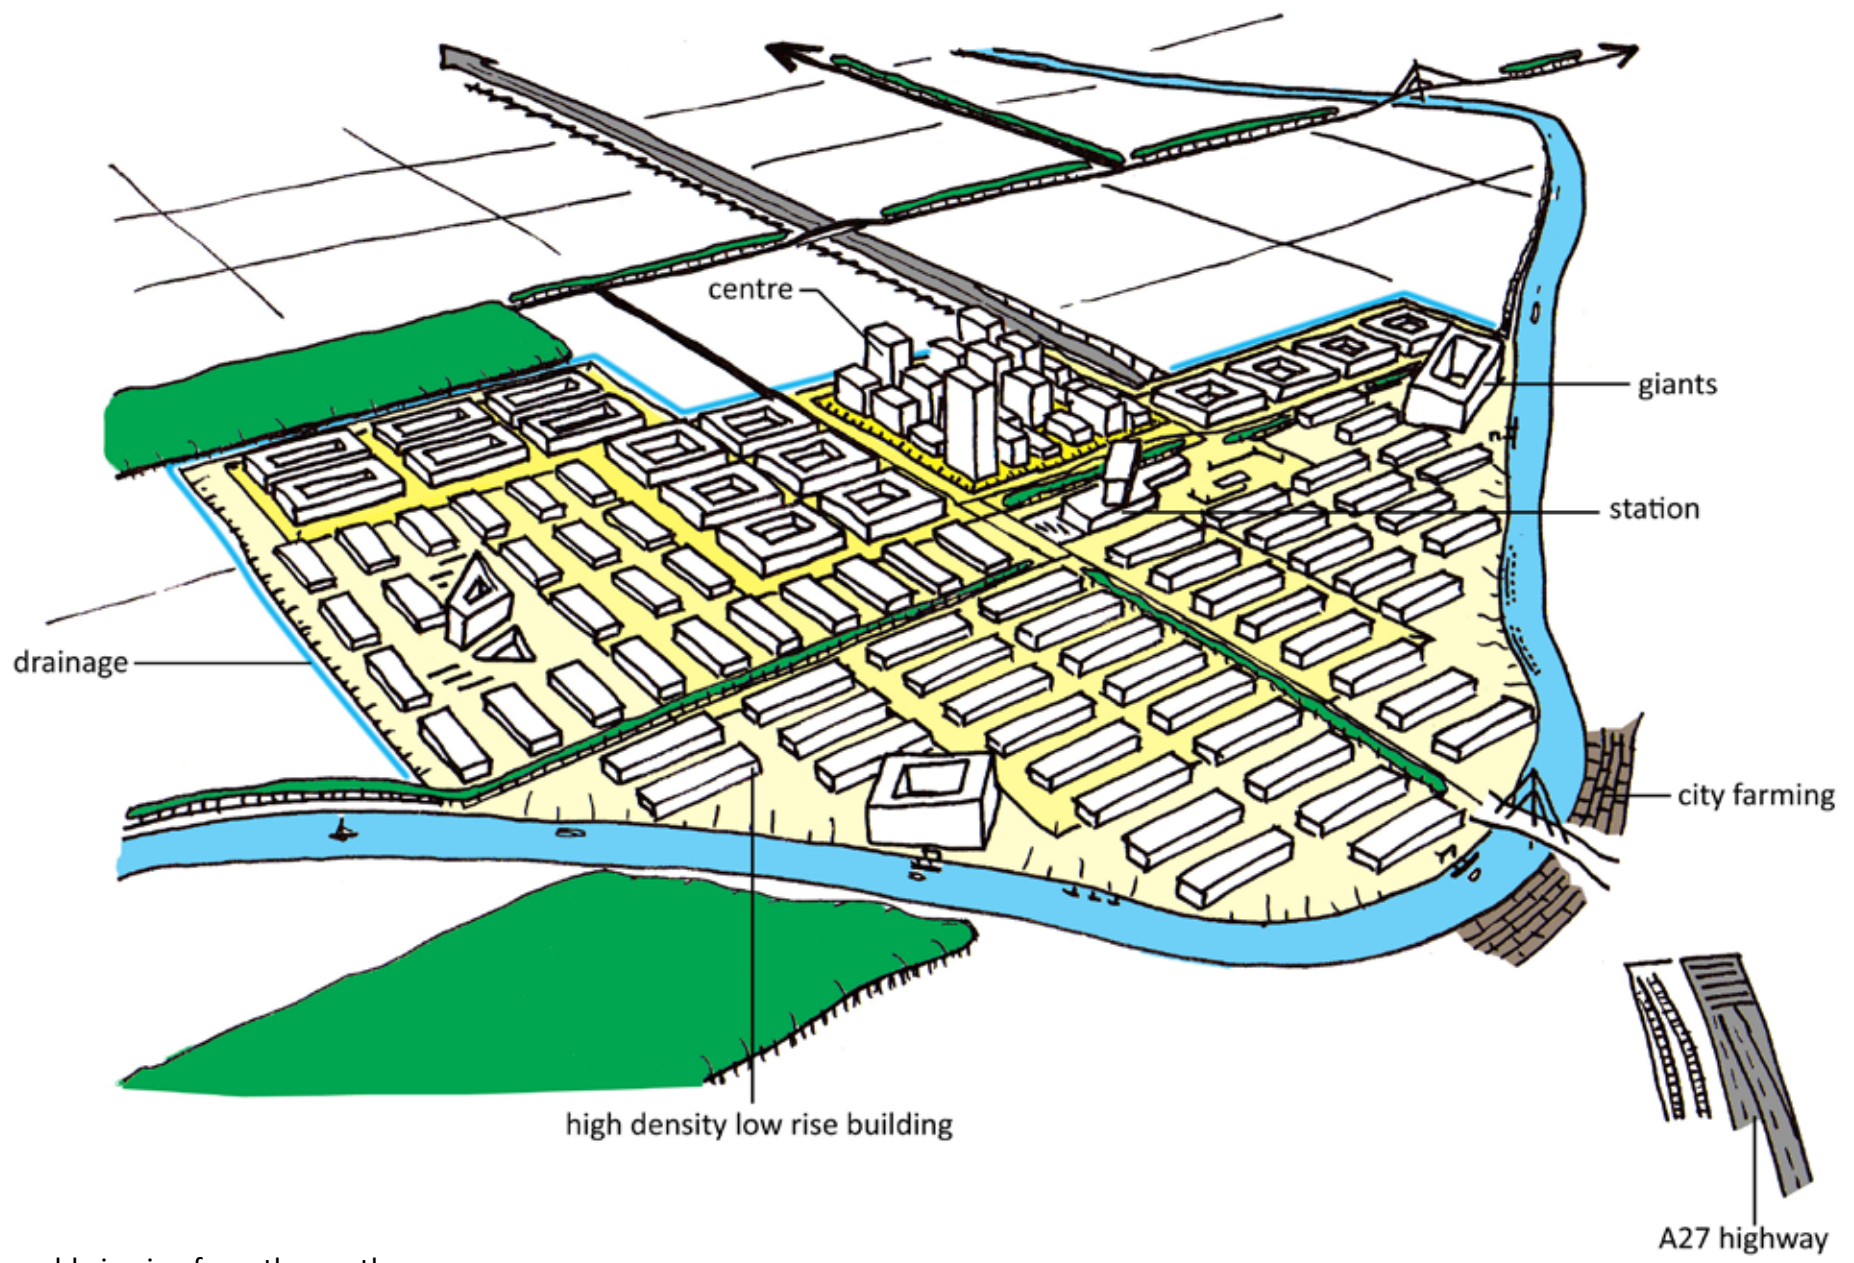 centre
giants
station
drainage
city farming
high density low rise building
A27 highway